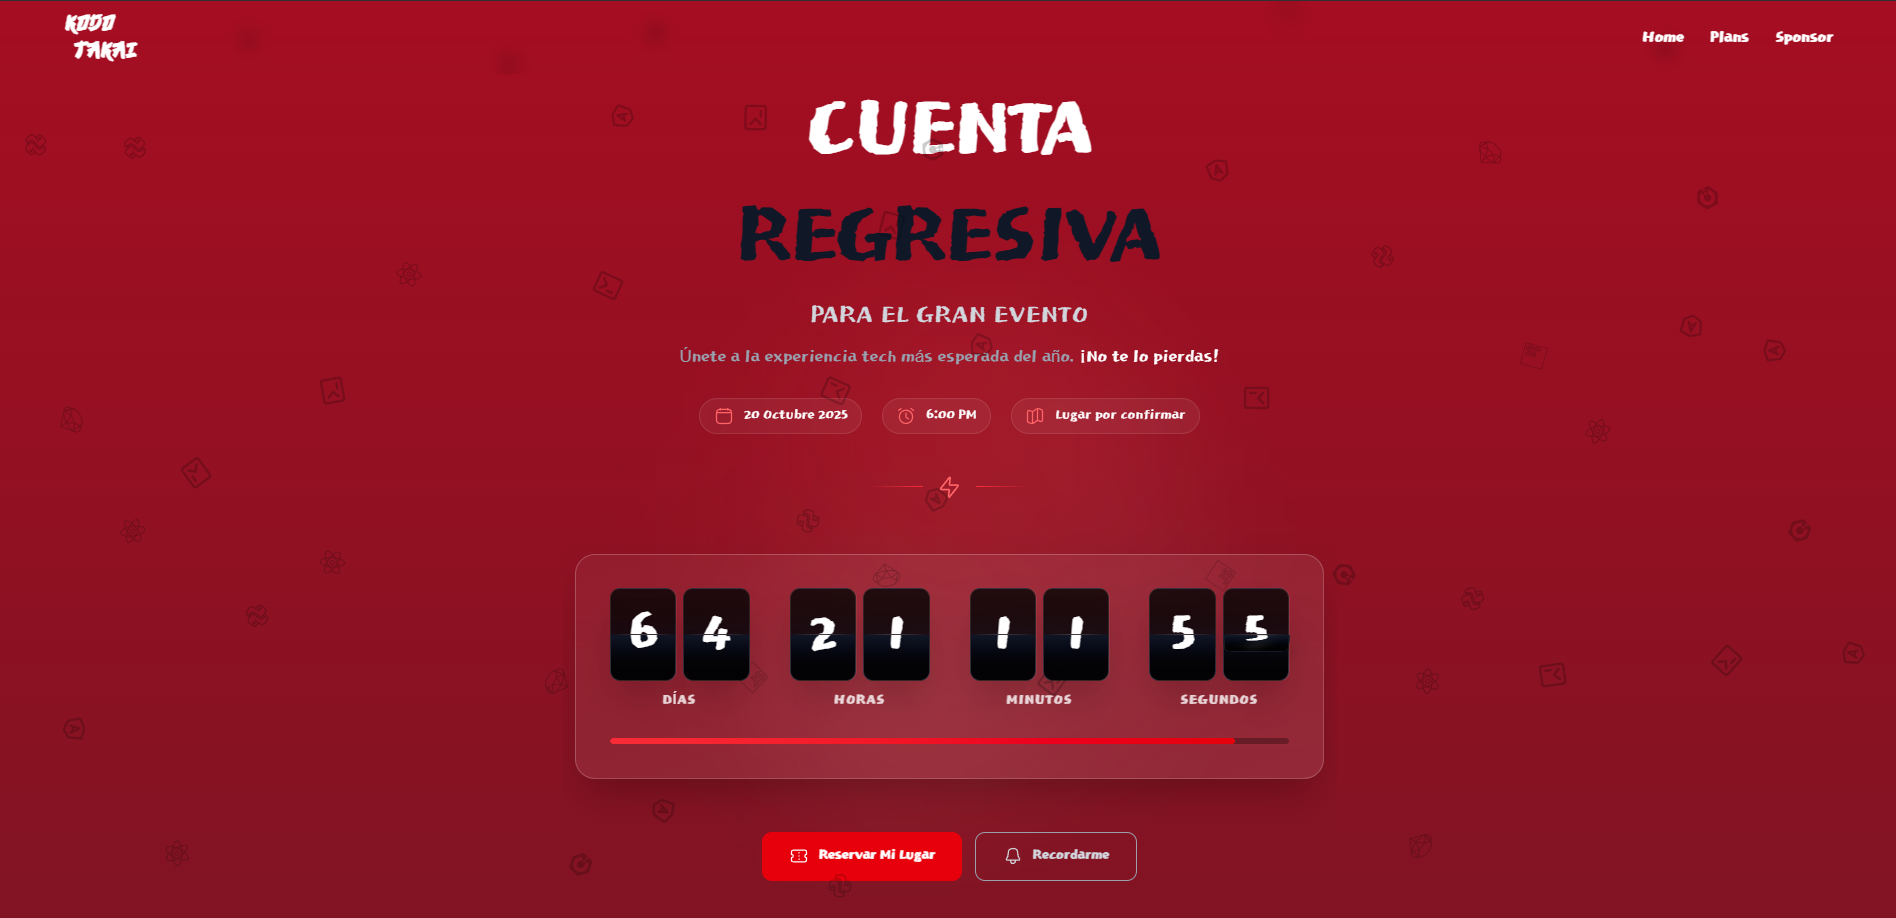 KODO
TAKAI
Home Plans Sponsor
CUENTA
REGRESIVA
PARA EL GRAN EVENTO
Únete a la experiencia tech más esperada del año. ¡No te lo pierdas!
20 Octubre 2025 6:00 PM Lugar por confirmar
6 4 2 1 1 1 5 5
DÍAS HORAS MINUTOS SEGUNDOS
Reservar Mi Lugar Recordarme